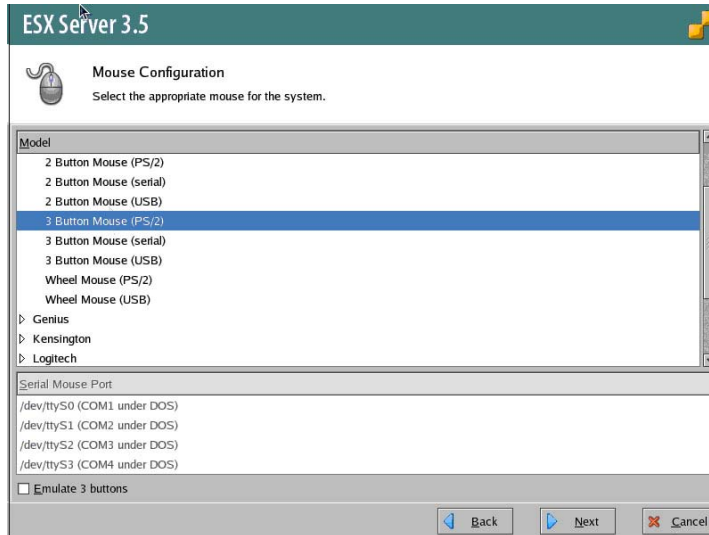 ESX Server 3.5
Mouse Configuration
Select the appropriate mouse for the system.
Model
2 Button Mouse (PS/2)
2 Button Mouse (serial)
2 Button Mouse (USB)
3 Button Mouse (PS/2)
3 Button Mouse (serial)
3 Button Mouse (USB)
Wheel Mouse (PS/2)
Wheel Mouse (USB)
Genius
Kensington
Logitech
Serial Mouse Port
/dev/ttyS0 (COM1 under DOS)
/dev/ttyS1 (COM2 under DOS)
/dev/ttyS2 (COM3 under DOS)
/dev/ttyS3 (COM4 under DOS)
Emulate 3 buttons
Back Next Cancel